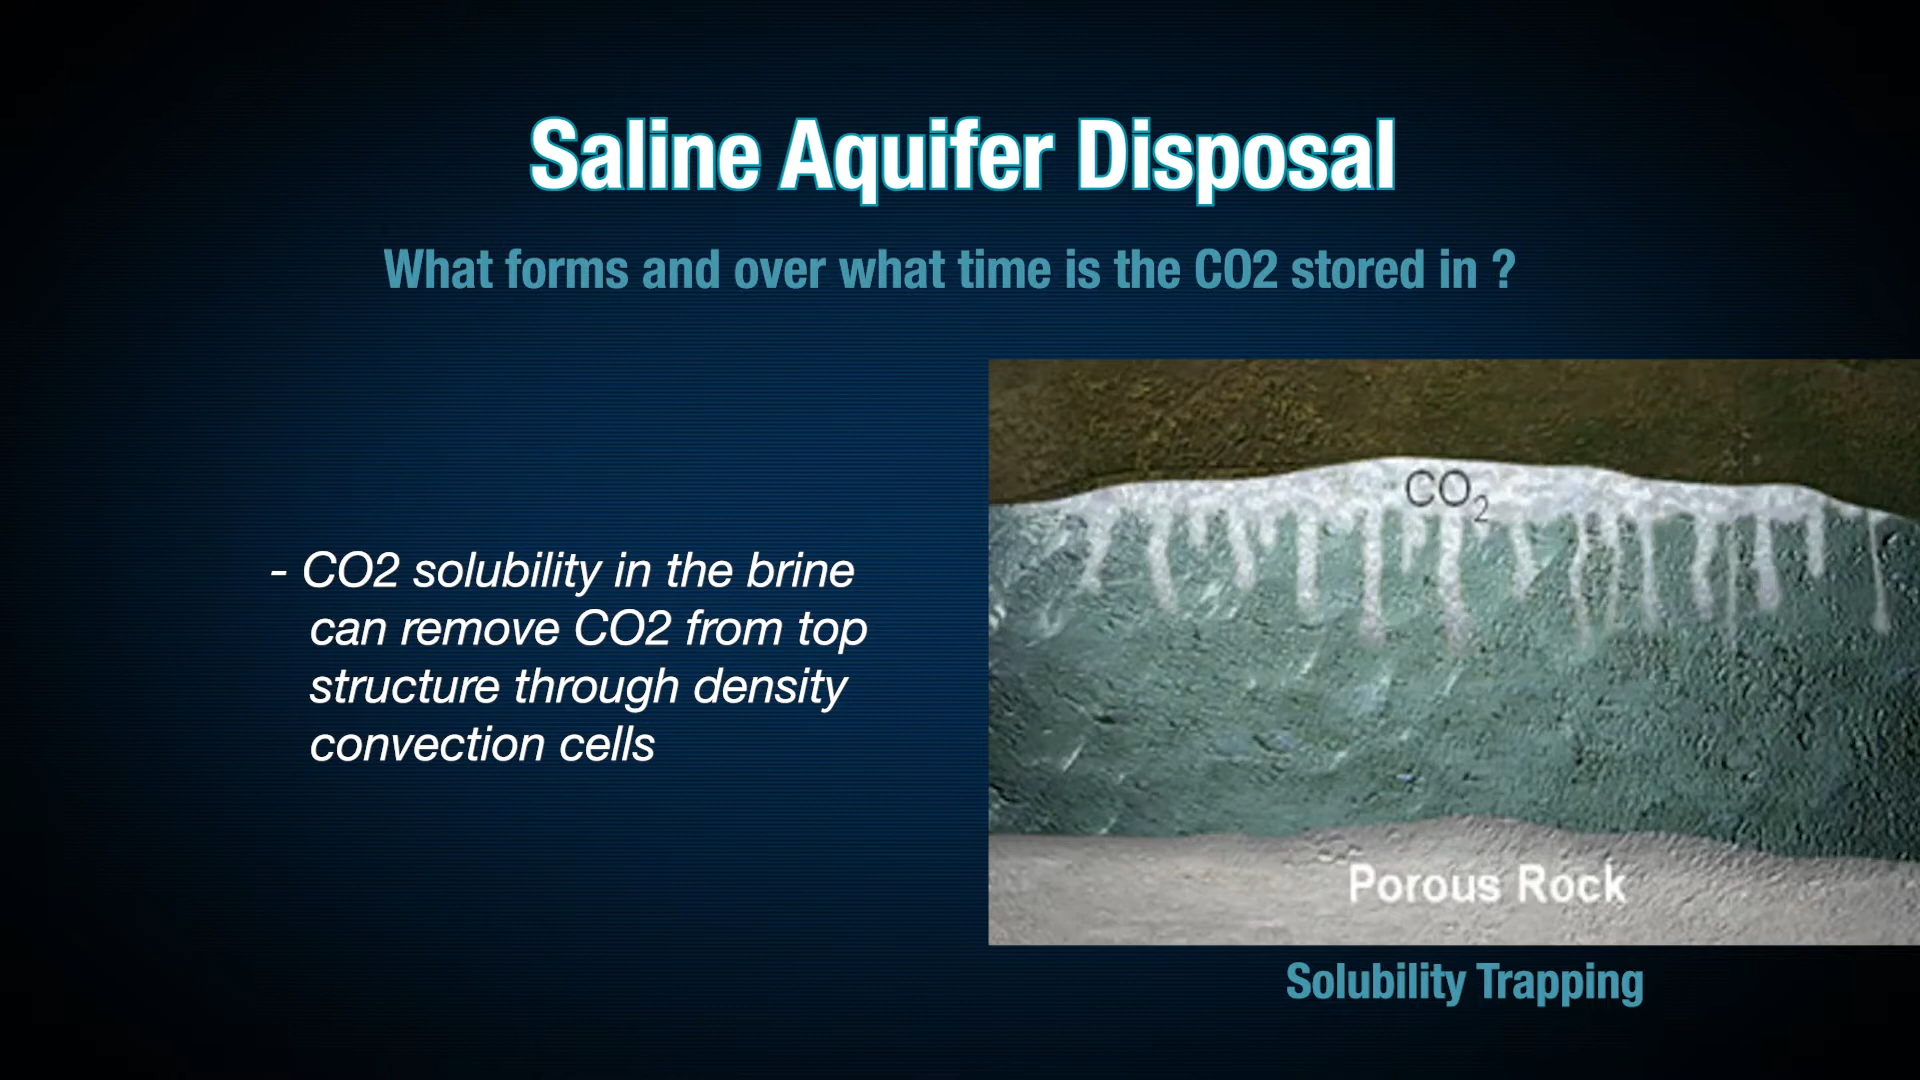 Saline Aquifer Disposal
What forms and over what time is the CO2 stored in ?
- CO2 solubility in the brine
can remove CO2 from top
structure through density
convection cells
CO₂
Porous Rock
Solubility Trapping